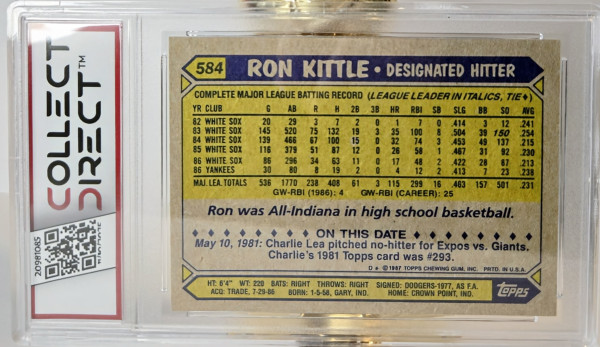 COLLECT
DIRECT™
20981085
584 RON KITTLE • DESIGNATED HITTER
COMPLETE MAJOR LEAGUE BATTING RECORD (LEAGUE LEADER IN ITALICS, TIE ♦)
YR CLUB G AB R H 2B 3B HR RBI SB SLG BB SO AVG
82 WHITE SOX 20 29 3 7 2 0 1 7 0 .414 3 12 .241
83 WHITE SOX 145 520 75 132 19 3 35 100 8 .504 39 150 .254
84 WHITE SOX 139 466 67 100 15 0 32 74 3 .453 49 137 .215
85 WHITE SOX 116 379 51 87 12 0 26 58 1 .467 31 92 .230
86 WHITE SOX 86 296 34 63 11 0 17 48 2 .422 28 87 .213
86 YANKEES 30 80 8 19 2 0 4 12 2 .413 7 23 .238
MAJ. LEA. TOTALS 536 1770 238 408 61 3 115 299 16 .463 157 501 .231
GW-RBI (1986): 4 GW-RBI (CAREER): 25
Ron was All-Indiana in high school basketball.
ON THIS DATE
May 10, 1981: Charlie Lea pitched no-hitter for Expos vs. Giants.
Charlie's 1981 Topps card was #293.
D* © 1987 TOPPS CHEWING GUM, INC. PRTD. IN U.S.A.
HT: 6'4" WT: 220 BATS: RIGHT THROWS: RIGHT SIGNED: DODGERS-1977, AS F.A.
ACQ: TRADE, 7-29-86 BORN: 1-5-58, GARY, IND. HOME: CROWN POINT, IND.
topps